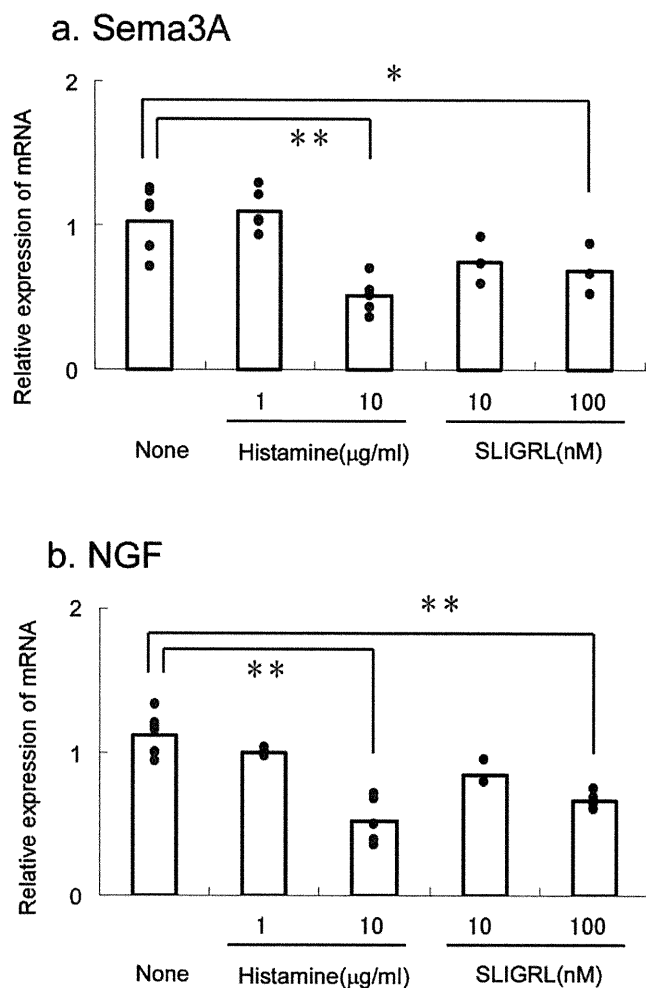 a. Sema3A
Relative expression of mRNA
2
1
0
*
**
1 10 10 100
None Histamine(μg/ml) SLIGRL(nM)
b. NGF
Relative expression of mRNA
2
1
0
**
**
1 10 10 100
None Histamine(μg/ml) SLIGRL(nM)